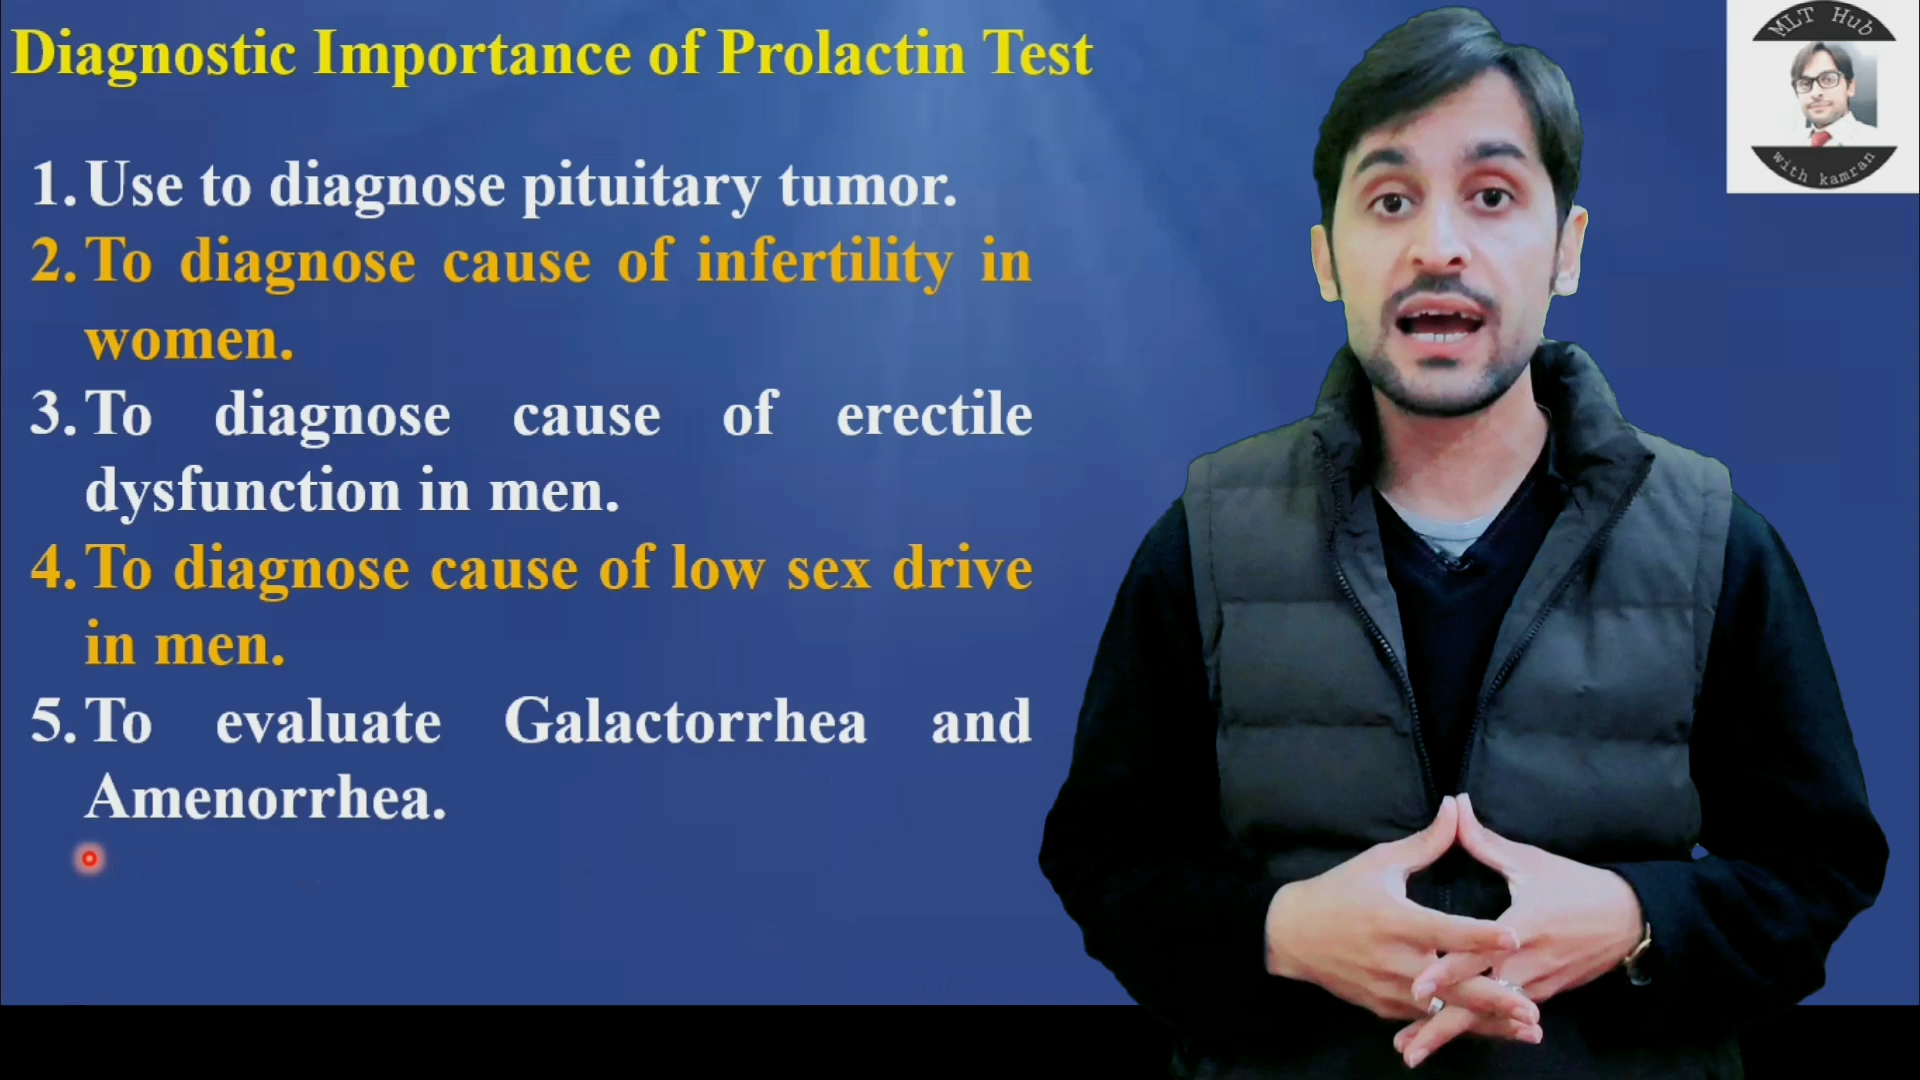 Diagnostic Importance of Prolactin Test
MLT Hub
with kamran
1. Use to diagnose pituitary tumor.
2. To diagnose cause of infertility in
women.
3. To diagnose cause of erectile
dysfunction in men.
4. To diagnose cause of low sex drive
in men.
5. To evaluate Galactorrhea and
Amenorrhea.